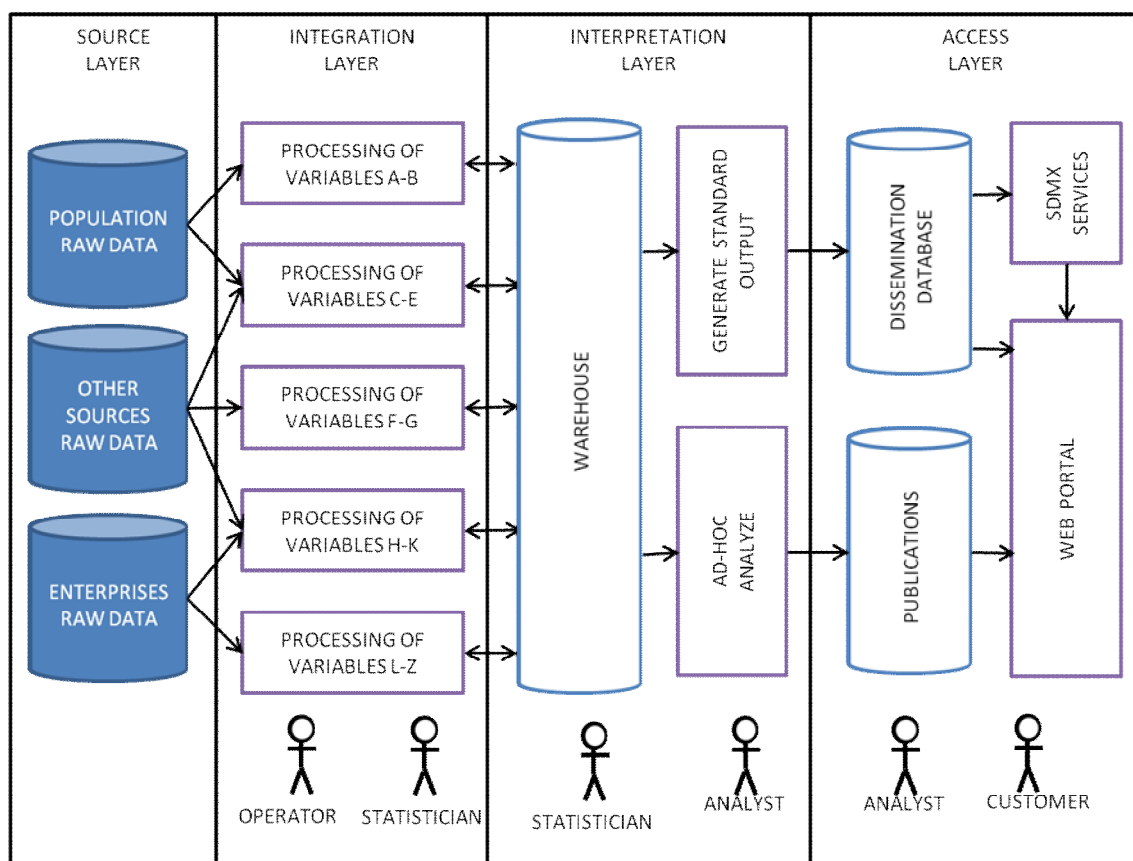 SOURCE
LAYER
INTEGRATION
LAYER
INTERPRETATION
LAYER
ACCESS
LAYER
POPULATION
RAW DATA
OTHER
SOURCES
RAW DATA
ENTERPRISES
RAW DATA
PROCESSING OF
VARIABLES A-B
PROCESSING OF
VARIABLES C-E
PROCESSING OF
VARIABLES F-G
PROCESSING OF
VARIABLES H-K
PROCESSING OF
VARIABLES L-Z
WAREHOUSE
GENERATE STANDARD
OUTPUT
AD-HOC
ANALYZE
DISSEMINATION
DATABASE
PUBLICATIONS
SDMX
SERVICES
WEB PORTAL
OPERATOR
STATISTICIAN
STATISTICIAN
ANALYST
ANALYST
CUSTOMER